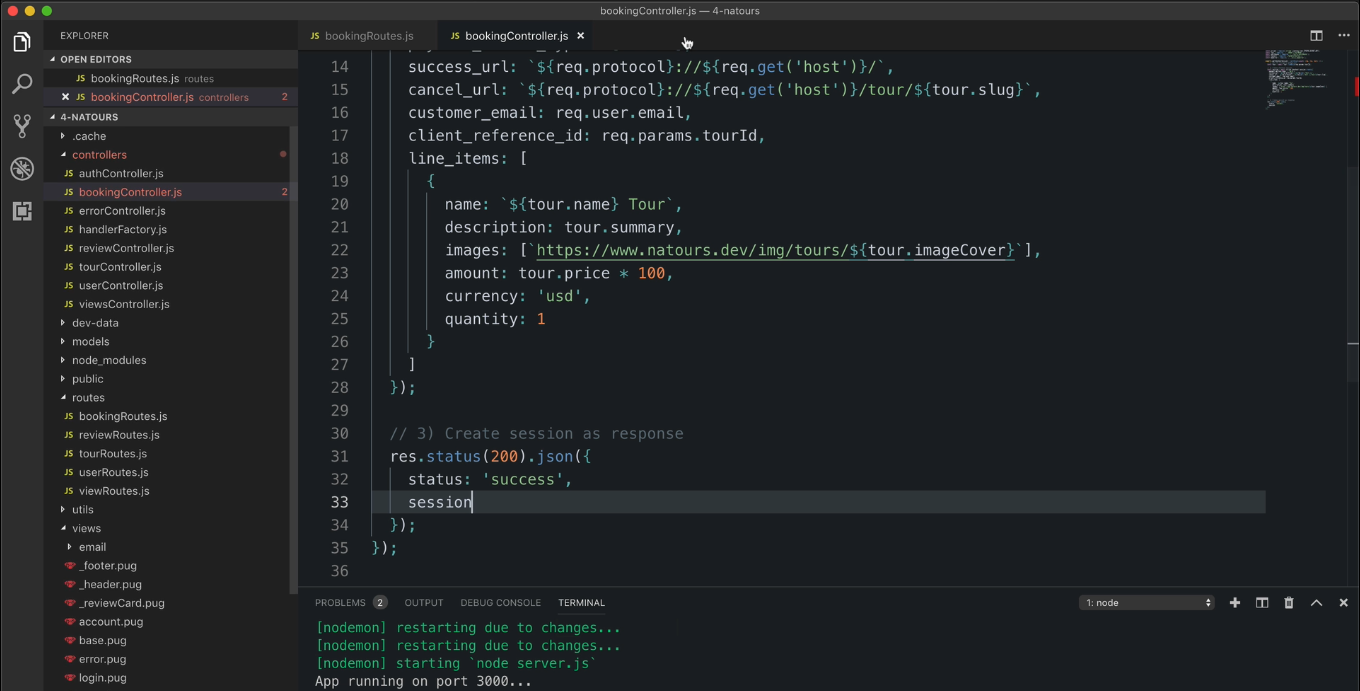 bookingController.js — 4-natours
EXPLORER
OPEN EDITORS
JS bookingRoutes.js routes
JS bookingController.js controllers 2
4-NATOURS
.cache
controllers
JS authController.js
JS bookingController.js 2
JS errorController.js
JS handlerFactory.js
JS reviewController.js
JS tourController.js
JS userController.js
JS viewsController.js
dev-data
models
node_modules
public
routes
JS bookingRoutes.js
JS reviewRoutes.js
JS tourRoutes.js
JS userRoutes.js
JS viewRoutes.js
utils
views
email
_footer.pug
_header.pug
_reviewCard.pug
account.pug
base.pug
error.pug
login.pug
JS bookingRoutes.js JS bookingController.js
14 success_url: `${req.protocol}://${req.get('host')}/`,
15 cancel_url: `${req.protocol}://${req.get('host')}/tour/${tour.slug}`,
16 customer_email: req.user.email,
17 client_reference_id: req.params.tourId,
18 line_items: [
19 {
20 name: `${tour.name} Tour`,
21 description: tour.summary,
22 images: [`https://www.natours.dev/img/tours/${tour.imageCover}`],
23 amount: tour.price * 100,
24 currency: 'usd',
25 quantity: 1
26 }
27 ]
28 });
29
30 // 3) Create session as response
31 res.status(200).json({
32 status: 'success',
33 session
34 });
35 });
36
PROBLEMS 2 OUTPUT DEBUG CONSOLE TERMINAL 1: node
[nodemon] restarting due to changes...
[nodemon] restarting due to changes...
[nodemon] starting `node server.js`
App running on port 3000...